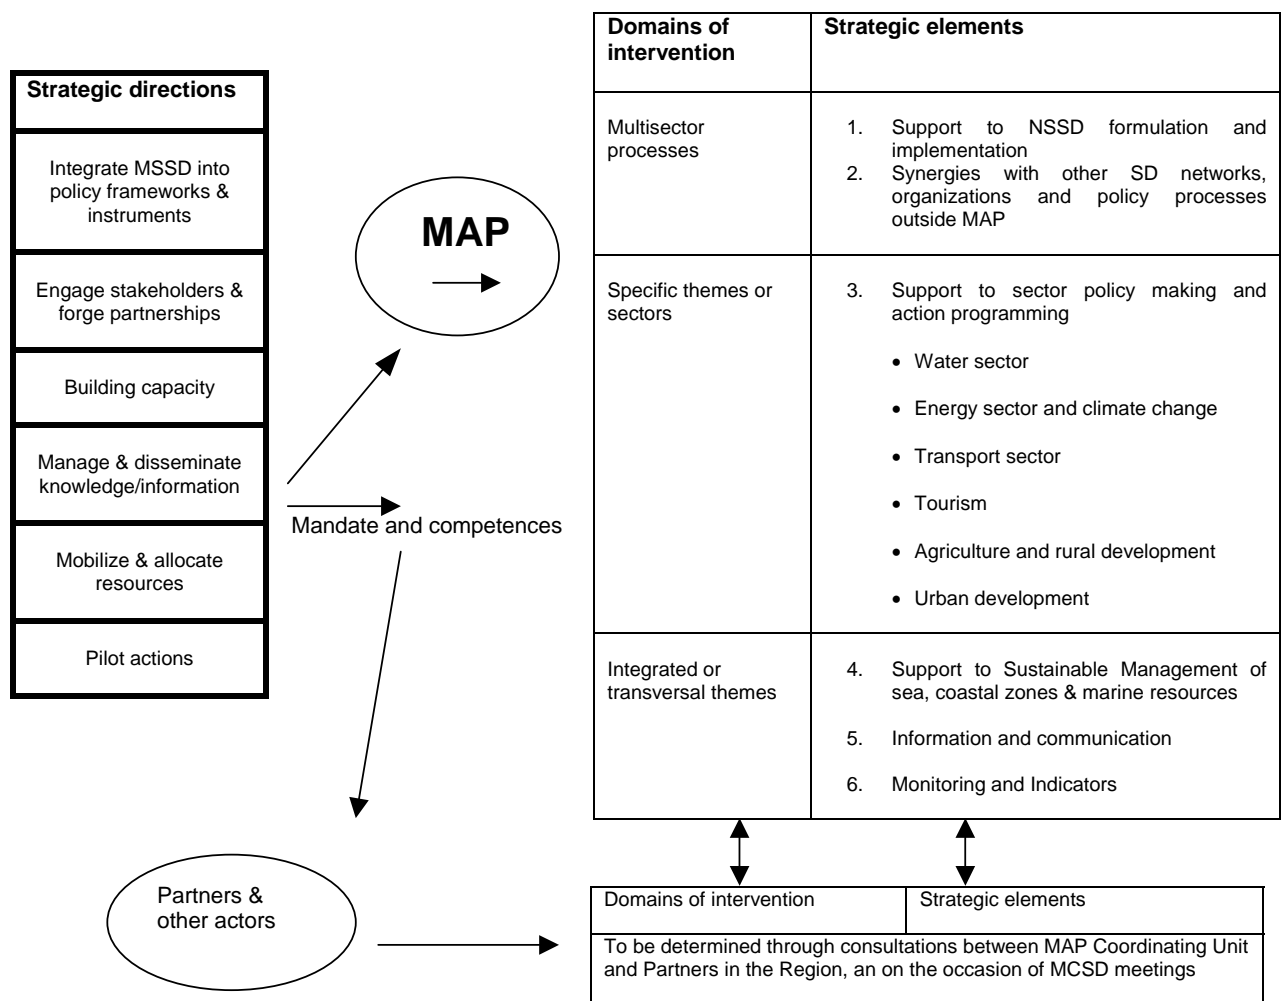 Strategic directions
Integrate MSSD into
policy frameworks &
instruments
Engage stakeholders &
forge partnerships
Building capacity
Manage & disseminate
knowledge/information
Mobilize & allocate
resources
Pilot actions
MAP
Mandate and competences
Partners &
other actors
Domains of
intervention
Strategic elements
Multisector
processes
1. Support to NSSD formulation and
implementation
2. Synergies with other SD networks,
organizations and policy processes
outside MAP
Specific themes or
sectors
3. Support to sector policy making and
action programming
• Water sector
• Energy sector and climate change
• Transport sector
• Tourism
• Agriculture and rural development
• Urban development
Integrated or
transversal themes
4. Support to Sustainable Management of
sea, coastal zones & marine resources
5. Information and communication
6. Monitoring and Indicators
Domains of intervention
Strategic elements
To be determined through consultations between MAP Coordinating Unit
and Partners in the Region, an on the occasion of MCSD meetings